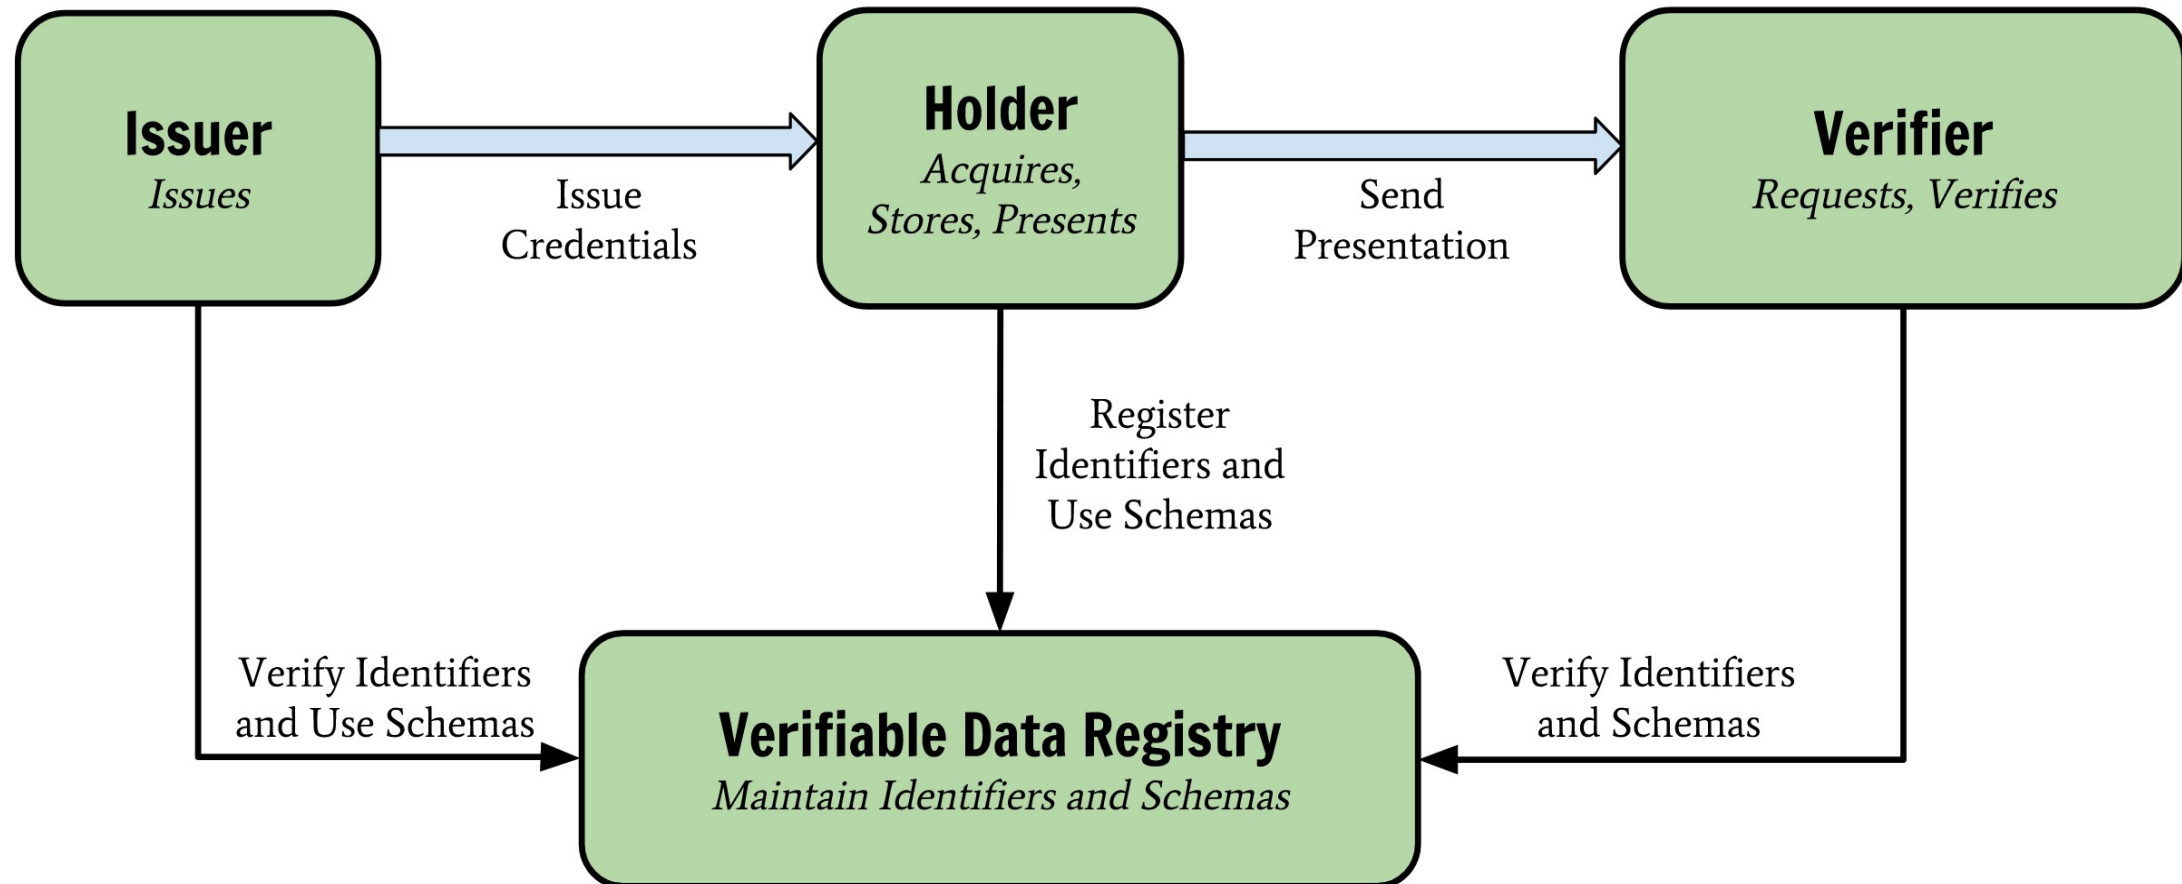 Issuer
Issues
Issue
Credentials
Holder
Acquires,
Stores, Presents
Send
Presentation
Verifier
Requests, Verifies
Register
Identifiers and
Use Schemas
Verify Identifiers
and Use Schemas
Verifiable Data Registry
Maintain Identifiers and Schemas
Verify Identifiers
and Schemas